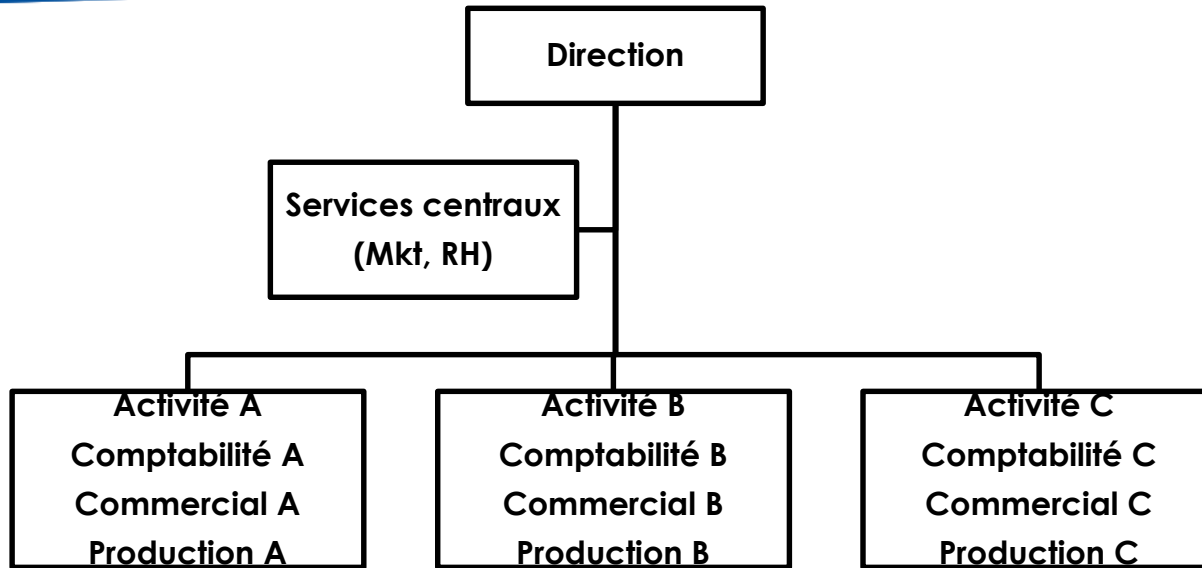 Direction
Services centraux
(Mkt, RH)
Activité A
Comptabilité A
Commercial A
Production A
Activité B
Comptabilité B
Commercial B
Production B
Activité C
Comptabilité C
Commercial C
Production C